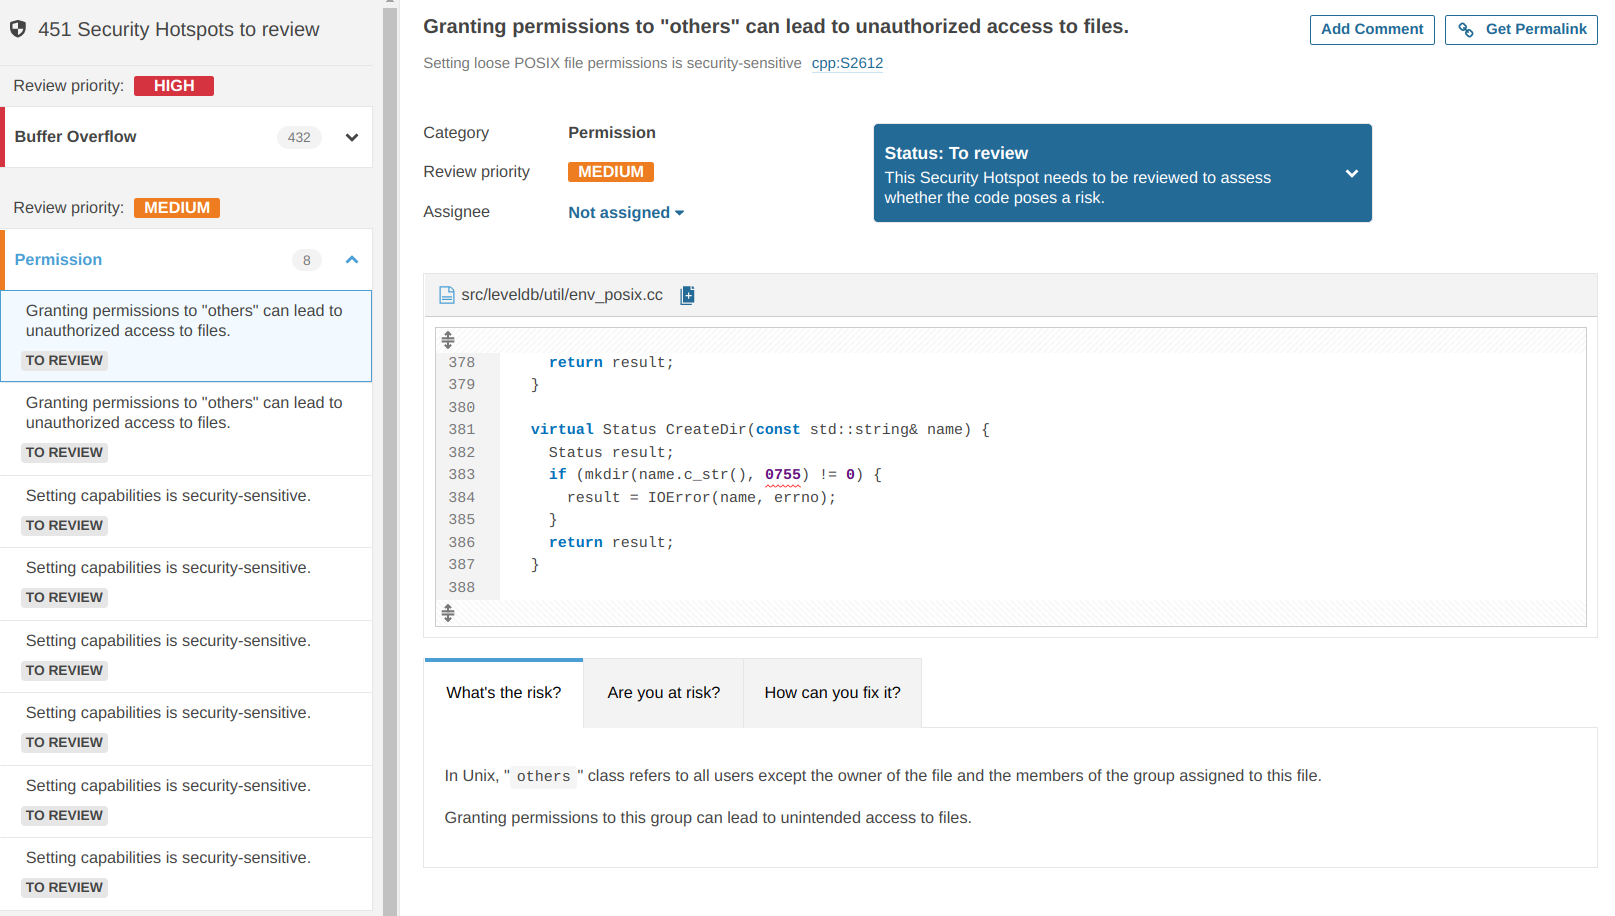 451 Security Hotspots to review
Review priority: HIGH
Buffer Overflow 432
Review priority: MEDIUM
Permission 8
Granting permissions to "others" can lead to
unauthorized access to files.
TO REVIEW
Granting permissions to "others" can lead to
unauthorized access to files.
TO REVIEW
Setting capabilities is security-sensitive.
TO REVIEW
Setting capabilities is security-sensitive.
TO REVIEW
Setting capabilities is security-sensitive.
TO REVIEW
Setting capabilities is security-sensitive.
TO REVIEW
Setting capabilities is security-sensitive.
TO REVIEW
Setting capabilities is security-sensitive.
TO REVIEW
Granting permissions to "others" can lead to unauthorized access to files.
Add Comment
Get Permalink
Setting loose POSIX file permissions is security-sensitive cpp:S2612
Category Permission
Review priority MEDIUM
Assignee Not assigned
Status: To review
This Security Hotspot needs to be reviewed to assess
whether the code poses a risk.
src/leveldb/util/env_posix.cc
378 return result;
379 }
380
381 virtual Status CreateDir(const std::string& name) {
382 Status result;
383 if (mkdir(name.c_str(), 0755) != 0) {
384 result = IOError(name, errno);
385 }
386 return result;
387 }
388
What's the risk?
Are you at risk?
How can you fix it?
In Unix, "others" class refers to all users except the owner of the file and the members of the group assigned to this file.
Granting permissions to this group can lead to unintended access to files.